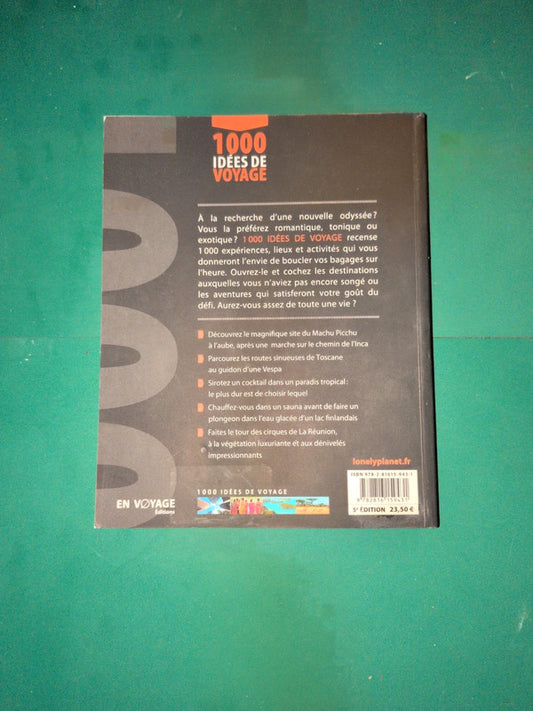 1000
1000
IDÉES DE
VOYAGE
À la recherche d'une nouvelle odyssée ?
Vous la préférez romantique, tonique ou
exotique ? 1000 IDÉES DE VOYAGE recense
1 000 expériences, lieux et activités qui vous
donneront l'envie de boucler vos bagages sur
l'heure. Ouvrez-le et cochez les destinations
auxquelles vous n'aviez pas encore songé ou
les aventures qui satisferont votre goût du
défi. Aurez-vous assez de toute une vie ?
Découvrez le magnifique site du Machu Picchu
à l'aube, après une marche sur le chemin de l'Inca
Parcourez les routes sinueuses de Toscane
au guidon d'une Vespa
Sirotez un cocktail dans un paradis tropical :
le plus dur est de choisir lequel
Chauffez-vous dans un sauna avant de faire un
plongeon dans l'eau glacée d'un lac finlandais
Faites le tour des cirques de La Réunion,
à la végétation luxuriante et aux dénivelés
impressionnants
lonelyplanet.fr
EN VOYAGE
Éditions
1000 IDÉES DE VOYAGE
5e ÉDITION 23,50 €